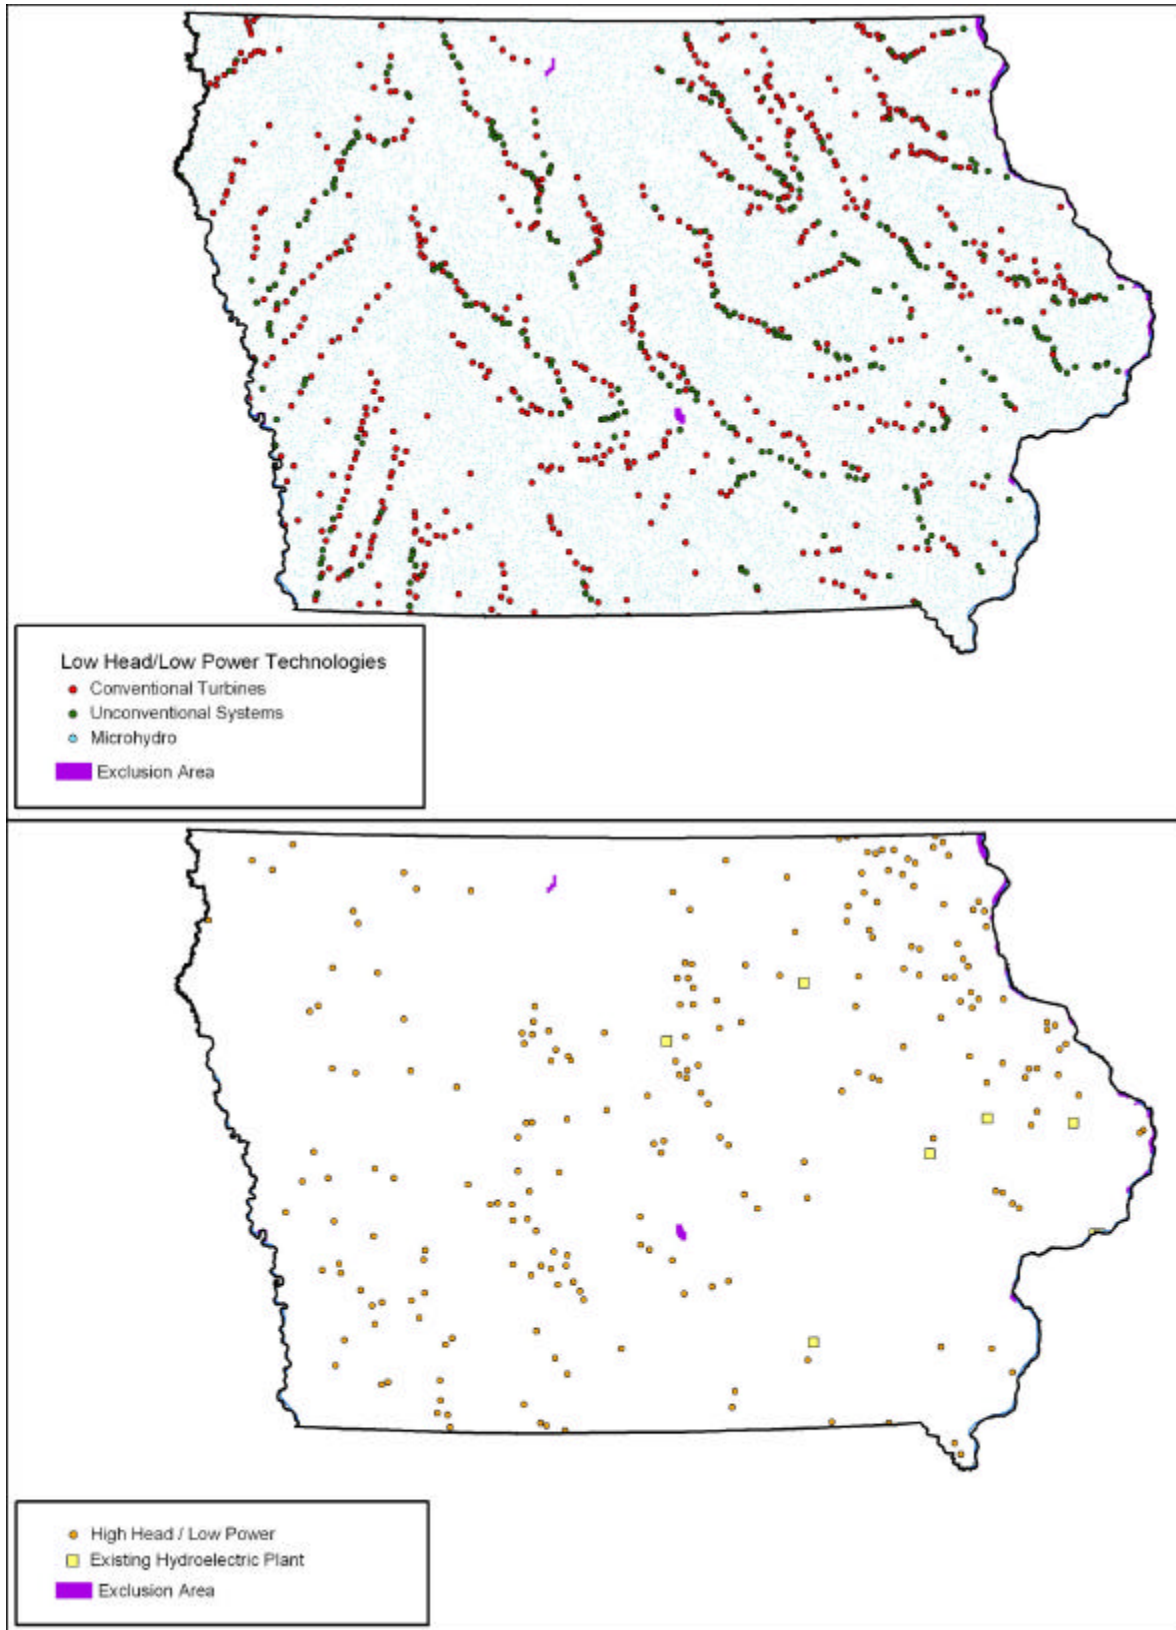 Low Head/Low Power Technologies
Conventional Turbines
Unconventional Systems
Microhydro
Exclusion Area
High Head / Low Power
Existing Hydroelectric Plant
Exclusion Area